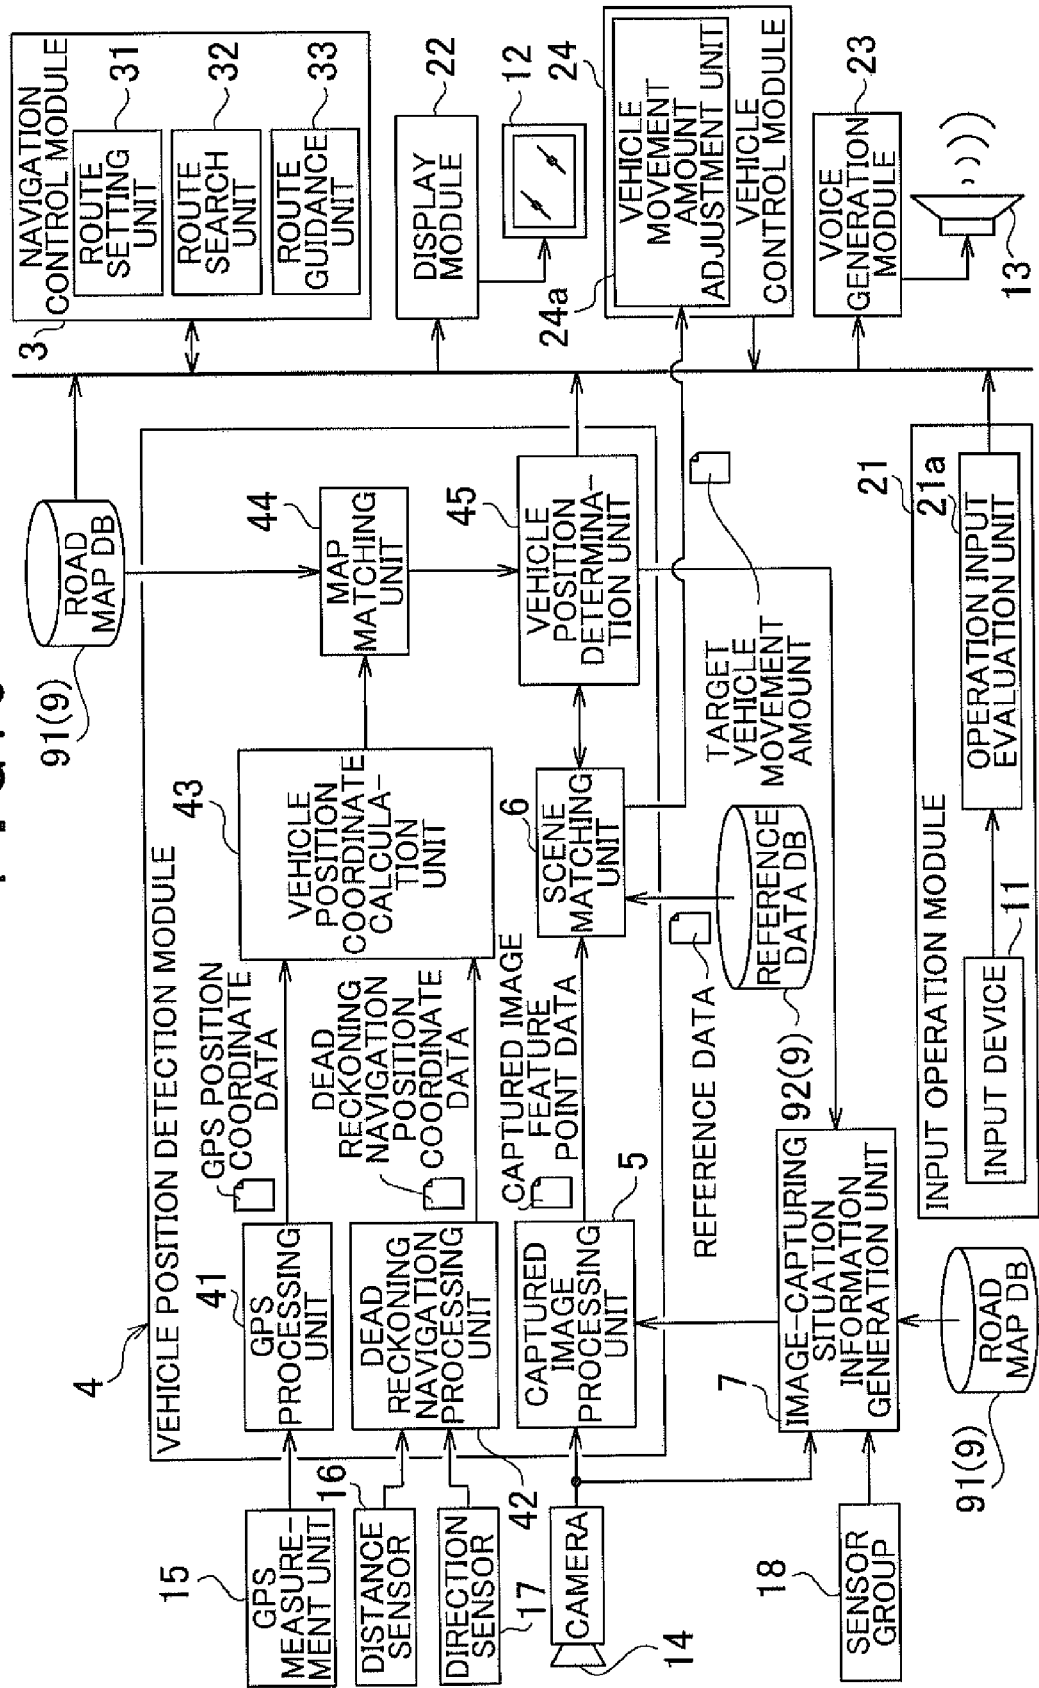 4
VEHICLE POSITION DETECTION MODULE
15
GPS
MEASURE-
MENT UNIT
16
DISTANCE
SENSOR
DIRECTION
SENSOR
17
CAMERA
14
18
SENSOR
GROUP
41
GPS
PROCESSING
UNIT
DEAD
RECKONING
NAVIGATION
PROCESSING
UNIT
42
CAPTURED
IMAGE
PROCESSING
UNIT
5
7
IMAGE-CAPTURING
SITUATION
INFORMATION
GENERATION UNIT
ROAD
MAP DB
91(9)
GPS POSITION
COORDINATE
DATA
DEAD
RECKONING
NAVIGATION
POSITION
COORDINATE
DATA
CAPTURED IMAGE
FEATURE
POINT DATA
REFERENCE DATA
43
VEHICLE
POSITION
COORDINATE
CALCULA-
TION
UNIT
6
SCENE
MATCHING
UNIT
REFERENCE
DATA DB
92(9)
91(9)
ROAD
MAP DB
44
MAP
MATCHING
UNIT
45
VEHICLE
POSITION
DETERMINA-
TION UNIT
TARGET
VEHICLE
MOVEMENT
AMOUNT
INPUT OPERATION MODULE
INPUT DEVICE
11
21
21a
OPERATION INPUT
EVALUATION UNIT
3
NAVIGATION
CONTROL MODULE
ROUTE
SETTING
UNIT
31
ROUTE
SEARCH
UNIT
32
ROUTE
GUIDANCE
UNIT
33
DISPLAY
MODULE
22
12
24
24a
VEHICLE
MOVEMENT
AMOUNT
ADJUSTMENT UNIT
VEHICLE
CONTROL MODULE
VOICE
GENERATION
MODULE
23
13